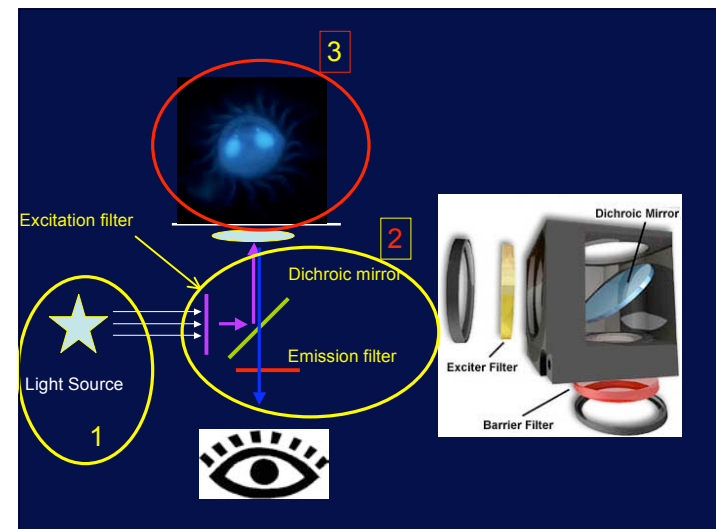 3
Excitation filter
2
Dichroic mirror
Light Source
Emission filter
1
Dichroic Mirror
Exciter Filter
Barrier Filter